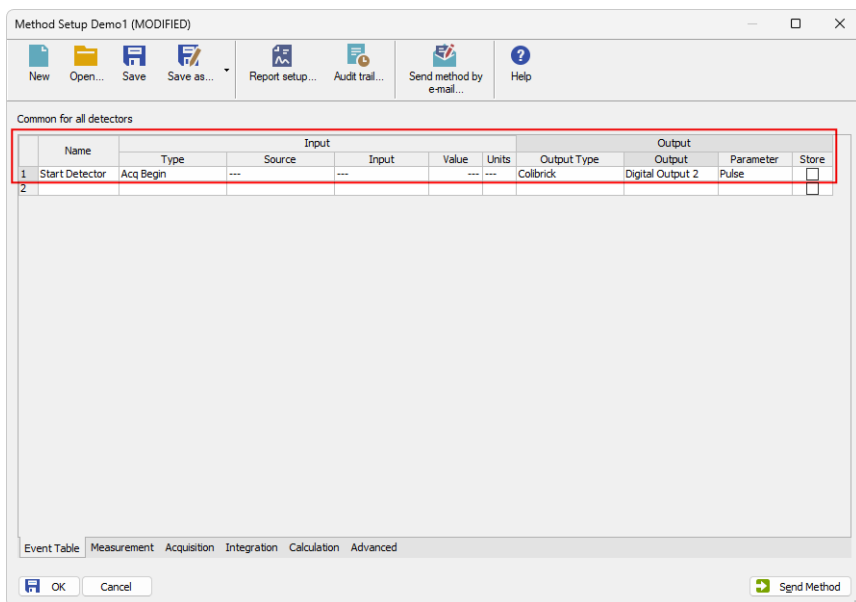 Method Setup Demo1 (MODIFIED)
New Open... Save Save as... Report setup... Audit trail... Send method by e-mail... Help
Common for all detectors
Name Input Output
Type Source Input Value Units Output Type Output Parameter Store
1 Start Detector Acq Begin --- --- --- --- Colibrick Digital Output 2 Pulse
2
Event Table Measurement Acquisition Integration Calculation Advanced
OK Cancel Send Method